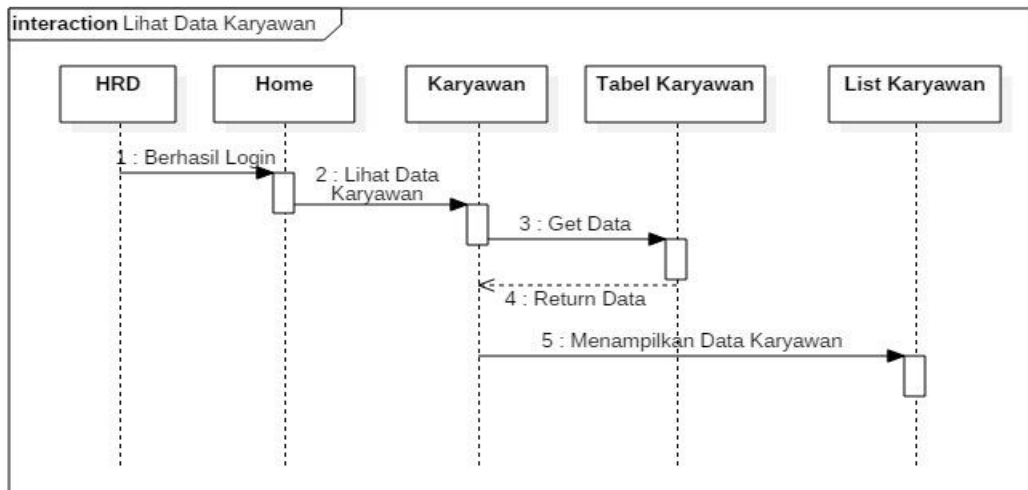 interaction Lihat Data Karyawan
HRD
Home
Karyawan
Tabel Karyawan
List Karyawan
1 : Berhasil Login
2 : Lihat Data
Karyawan
3 : Get Data
4 : Return Data
5 : Menampilkan Data Karyawan